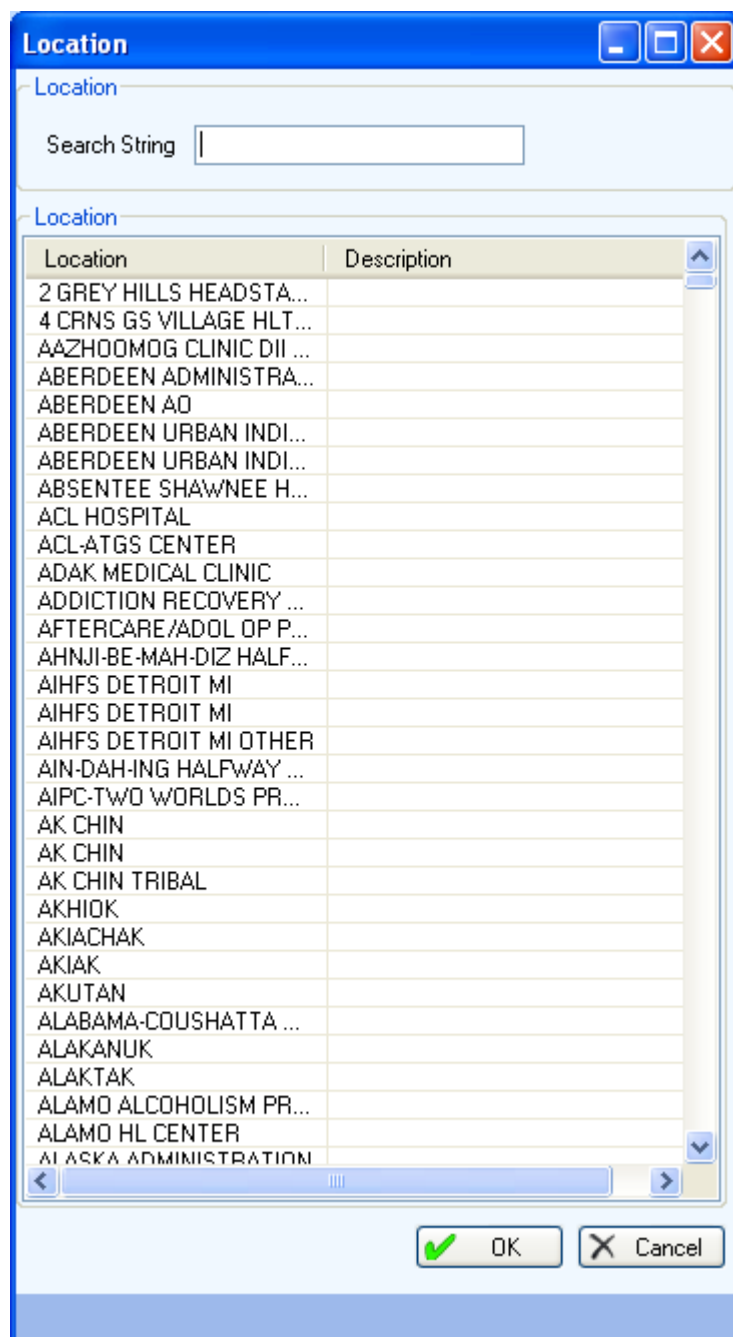 Location
Location
Search String
Location
Location Description
2 GREY HILLS HEADSTA...
4 CRNS GS VILLAGE HLT...
AAZHOOMOG CLINIC DII ...
ABERDEEN ADMINISTRA...
ABERDEEN AO
ABERDEEN URBAN INDI...
ABERDEEN URBAN INDI...
ABSENTEE SHAWNEE H...
ACL HOSPITAL
ACL-ATGS CENTER
ADAK MEDICAL CLINIC
ADDICTION RECOVERY ...
AFTERCARE/ADOL OP P...
AHNJI-BE-MAH-DIZ HALF...
AIHFS DETROIT MI
AIHFS DETROIT MI
AIHFS DETROIT MI OTHER
AIN-DAH-ING HALFWAY ...
AIPC-TWO WORLDS PR...
AK CHIN
AK CHIN
AK CHIN TRIBAL
AKHIOK
AKIACHAK
AKIAK
AKUTAN
ALABAMA-COUSHATTA ...
ALAKANUK
ALAKTAK
ALAMO ALCOHOLISM PR...
ALAMO HL CENTER
ALASKA ADMINISTRATION
OK Cancel